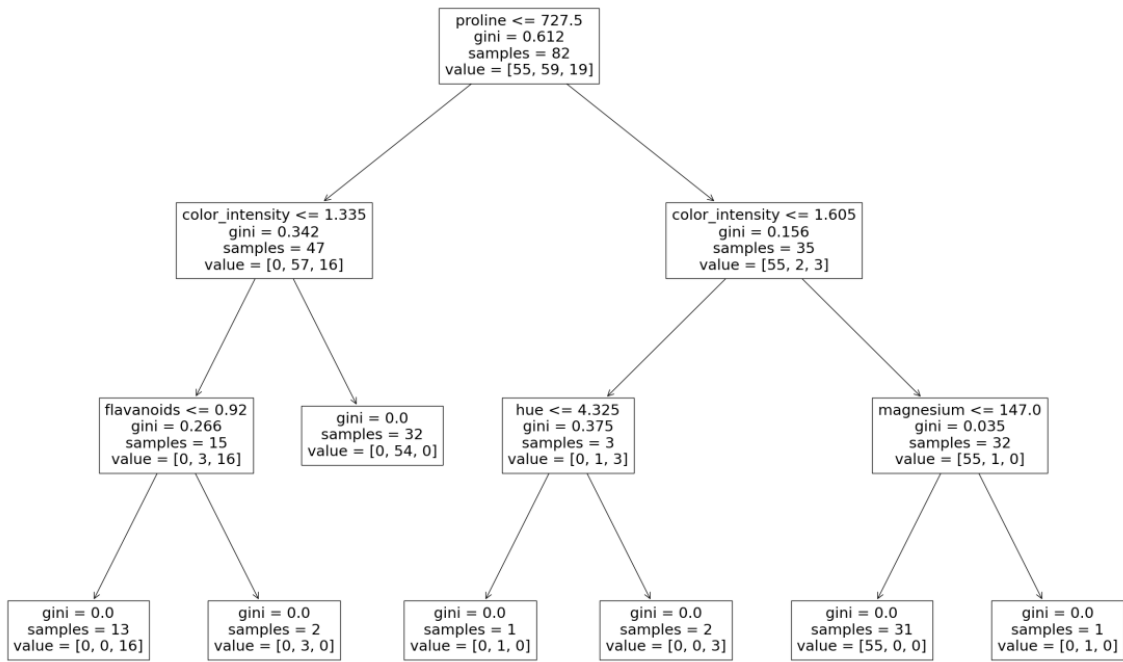 proline <= 727.5
gini = 0.612
samples = 82
value = [55, 59, 19]
color_intensity <= 1.335
gini = 0.342
samples = 47
value = [0, 57, 16]
color_intensity <= 1.605
gini = 0.156
samples = 35
value = [55, 2, 3]
flavanoids <= 0.92
gini = 0.266
samples = 15
value = [0, 3, 16]
gini = 0.0
samples = 32
value = [0, 54, 0]
hue <= 4.325
gini = 0.375
samples = 3
value = [0, 1, 3]
magnesium <= 147.0
gini = 0.035
samples = 32
value = [55, 1, 0]
gini = 0.0
samples = 13
value = [0, 0, 16]
gini = 0.0
samples = 2
value = [0, 3, 0]
gini = 0.0
samples = 1
value = [0, 1, 0]
gini = 0.0
samples = 2
value = [0, 0, 3]
gini = 0.0
samples = 31
value = [55, 0, 0]
gini = 0.0
samples = 1
value = [0, 1, 0]